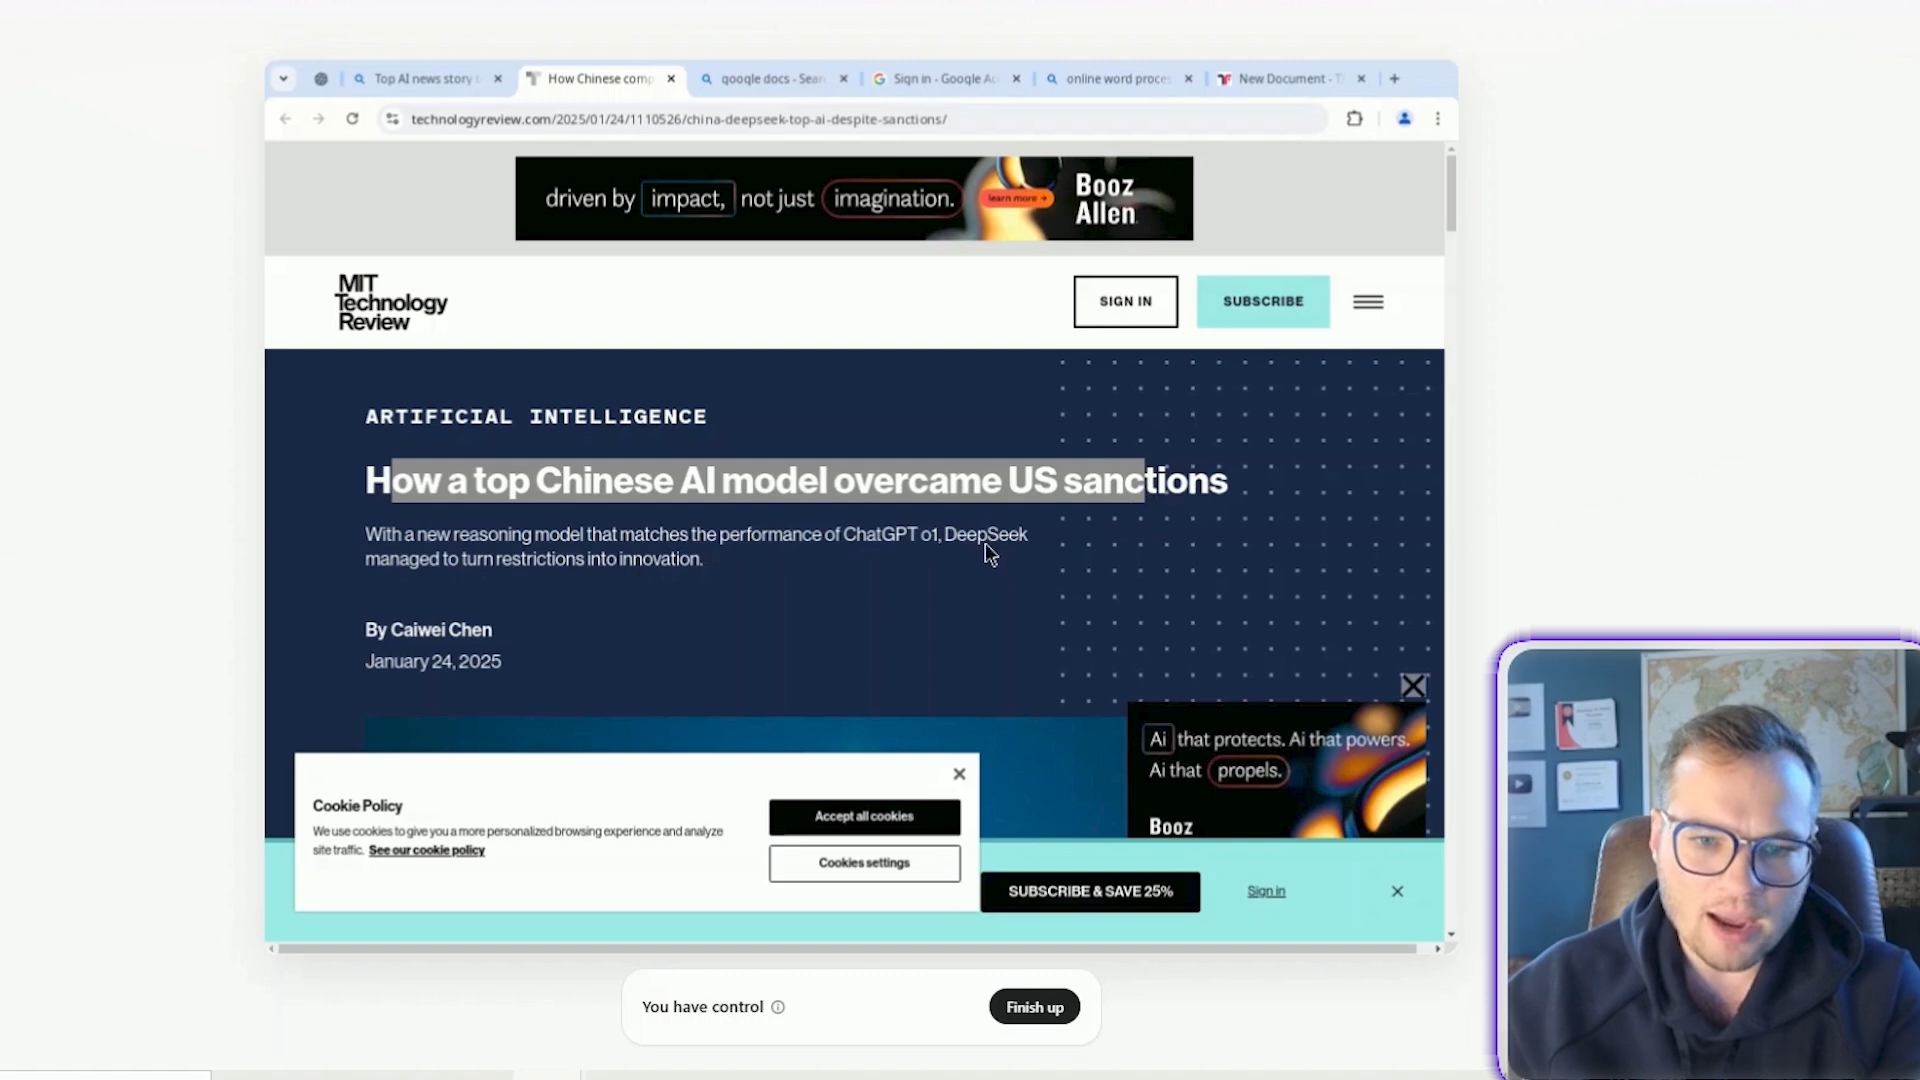 Top AI news story t
How Chinese comp
google docs - Sear
Sign in - Google Ac
online word proces
New Document - T
technologyreview.com/2025/01/24/1110526/china-deepseek-top-ai-despite-sanctions/
driven by impact, not just imagination.
learn more →
Booz
Allen
MIT
Technology
Review
SIGN IN
SUBSCRIBE
ARTIFICIAL INTELLIGENCE
How a top Chinese AI model overcame US sanctions
With a new reasoning model that matches the performance of ChatGPT o1, DeepSeek
managed to turn restrictions into innovation.
By Caiwei Chen
January 24, 2025
Ai that protects. Ai that powers.
Ai that propels.
Booz
Cookie Policy
We use cookies to give you a more personalized browsing experience and analyze
site traffic. See our cookie policy
Accept all cookies
Cookies settings
SUBSCRIBE & SAVE 25%
Sign in
You have control
Finish up